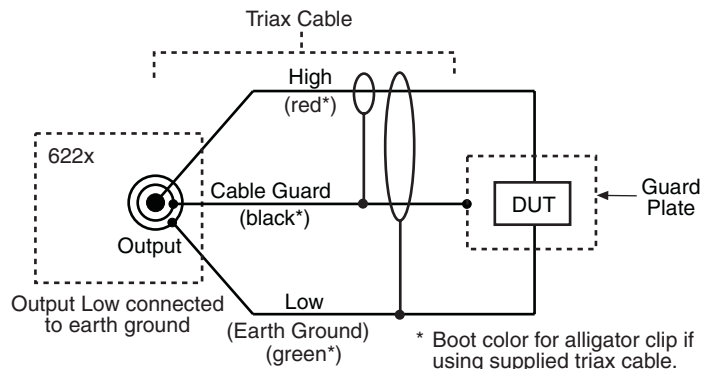 Triax Cable
High
(red*)
622x
Cable Guard
(black*)
Output
DUT
Guard
Plate
Output Low connected
to earth ground
Low
(Earth Ground)
(green*)
* Boot color for alligator clip if
using supplied triax cable.